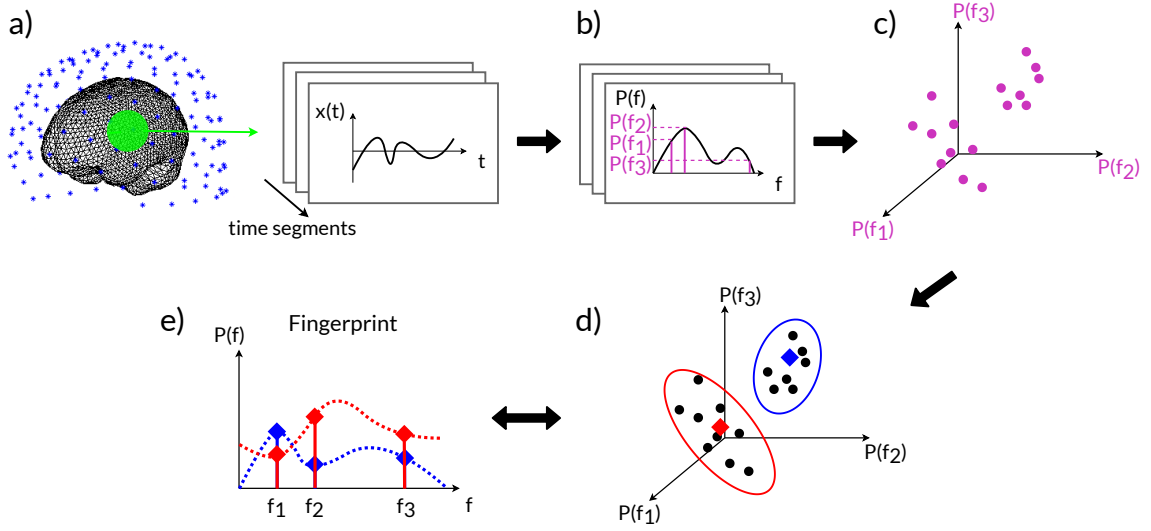 a)
x(t)
t
time segments
b)
P(f)
P(f2)
P(f1)
P(f3)
f
c)
P(f3)
P(f2)
P(f1)
d)
P(f3)
P(f2)
P(f1)
e)
Fingerprint
P(f)
f1 f2 f3 f